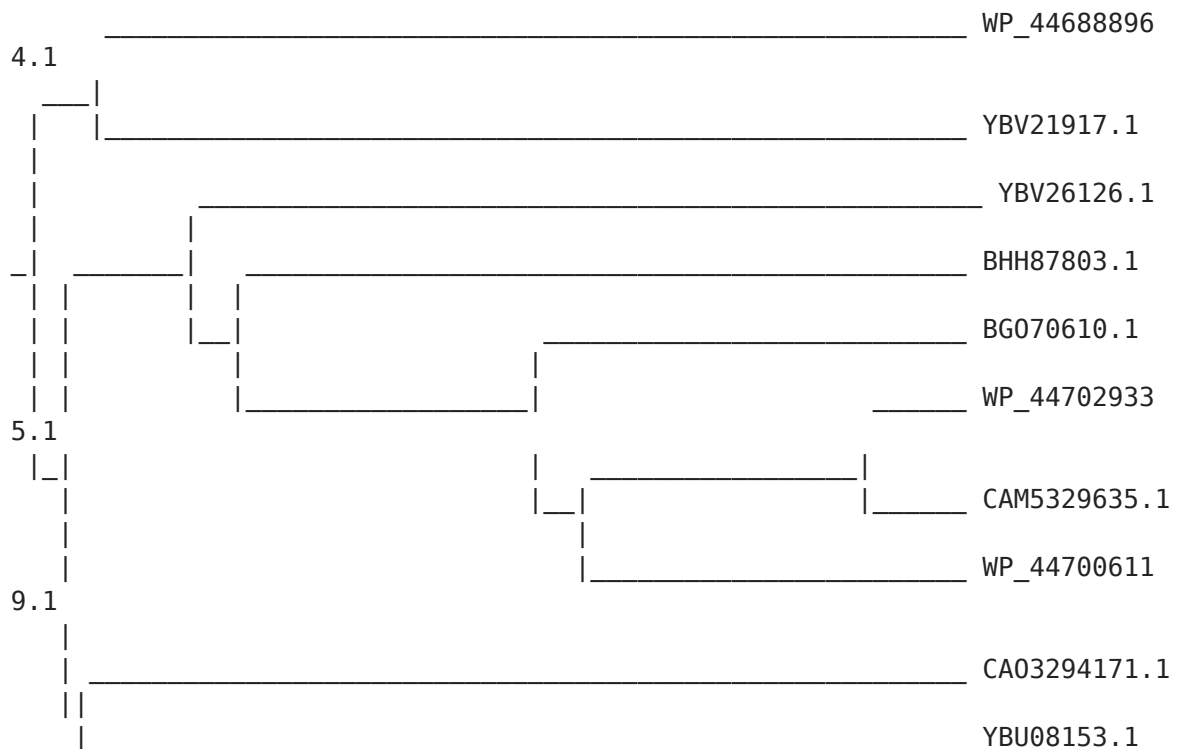 WP_44688896
4.1
YBV21917.1
YBV26126.1
BHH87803.1
BGO70610.1
WP_44702933
5.1
CAM5329635.1
WP_44700611
9.1
CAO3294171.1
YBU08153.1